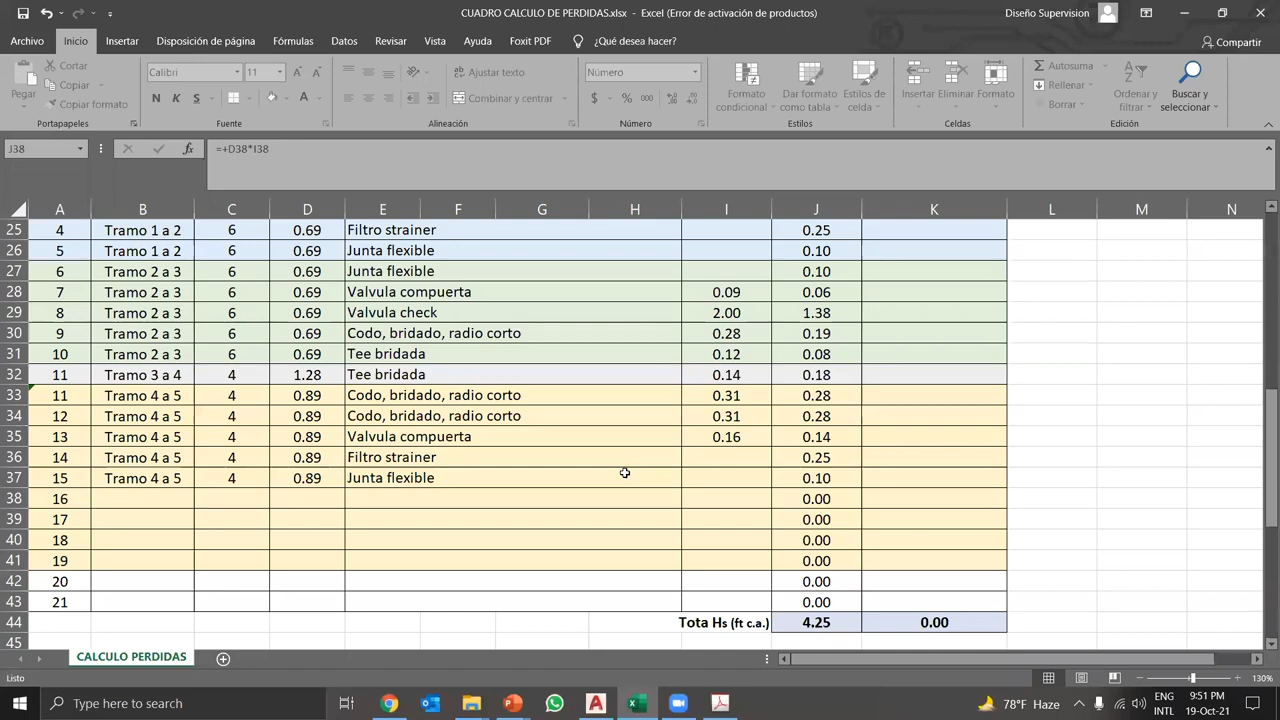 CUADRO CALCULO DE PERDIDAS.xlsx - Excel (Error de activación de productos)
Diseño Supervision
Archivo Inicio Insertar Disposición de página Fórmulas Datos Revisar Vista Ayuda Foxit PDF ¿Qué desea hacer? Compartir
Pegar
Cortar
Copiar
Copiar formato
Calibri 11
N K S
Ajustar texto
Combinar y centrar
Número
$ % 000
Formato condicional
Dar formato como tabla
Estilos de celda
Insertar Eliminar Formato
Autosuma
Rellenar
Borrar
Ordenar y filtrar
Buscar y seleccionar
Portapapeles Fuente Alineación Número Estilos Celdas Edición
J38 fx =+D38*I38
A B C D E F G H I J K L M N
25 4 Tramo 1 a 2 6 0.69 Filtro strainer 0.25
26 5 Tramo 1 a 2 6 0.69 Junta flexible 0.10
27 6 Tramo 2 a 3 6 0.69 Junta flexible 0.10
28 7 Tramo 2 a 3 6 0.69 Valvula compuerta 0.09 0.06
29 8 Tramo 2 a 3 6 0.69 Valvula check 2.00 1.38
30 9 Tramo 2 a 3 6 0.69 Codo, bridado, radio corto 0.28 0.19
31 10 Tramo 2 a 3 6 0.69 Tee bridada 0.12 0.08
32 11 Tramo 3 a 4 4 1.28 Tee bridada 0.14 0.18
33 11 Tramo 4 a 5 4 0.89 Codo, bridado, radio corto 0.31 0.28
34 12 Tramo 4 a 5 4 0.89 Codo, bridado, radio corto 0.31 0.28
35 13 Tramo 4 a 5 4 0.89 Valvula compuerta 0.16 0.14
36 14 Tramo 4 a 5 4 0.89 Filtro strainer 0.25
37 15 Tramo 4 a 5 4 0.89 Junta flexible 0.10
38 16 0.00
39 17 0.00
40 18 0.00
41 19 0.00
42 20 0.00
43 21 0.00
44 Tota Hs (ft c.a.) 4.25 0.00
45
CALCULO PERDIDAS
Listo 130%
Type here to search
78°F Haze
ENG
INTL
9:51 PM
19-Oct-21